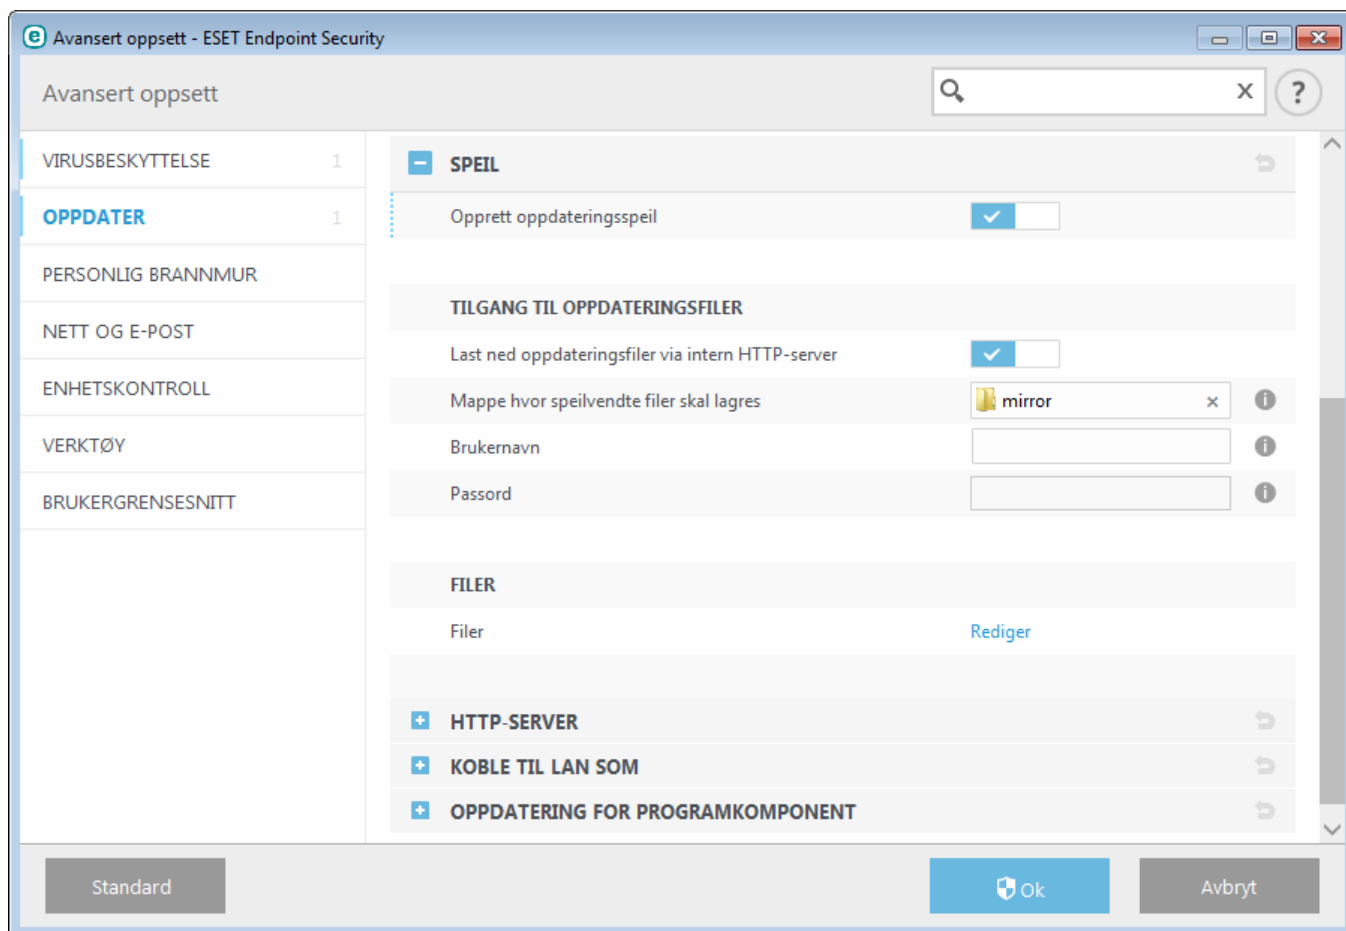 Avansert oppsett - ESET Endpoint Security
Avansert oppsett
VIRUSBESKYTTELSE 1
OPPDATER 1
PERSONLIG BRANNMUR
NETT OG E-POST
ENHETSKONTROLL
VERKTØY
BRUKERGRENSESNITT
SPEIL
Opprett oppdateringsspeil
TILGANG TIL OPPDATERINGSFILER
Last ned oppdateringsfiler via intern HTTP-server
Mappe hvor speilvendte filer skal lagres mirror
Brukernavn
Passord
FILER
Filer Rediger
HTTP-SERVER
KOBLE TIL LAN SOM
OPPDATERING FOR PROGRAMKOMPONENT
Standard Ok Avbryt